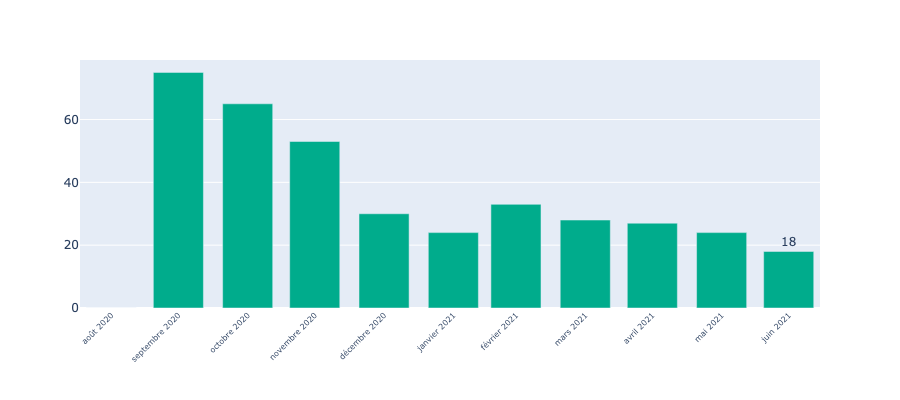 60
40
20
0
18
août 2020
septembre 2020
octobre 2020
novembre 2020
décembre 2020
janvier 2021
février 2021
mars 2021
avril 2021
mai 2021
juin 2021